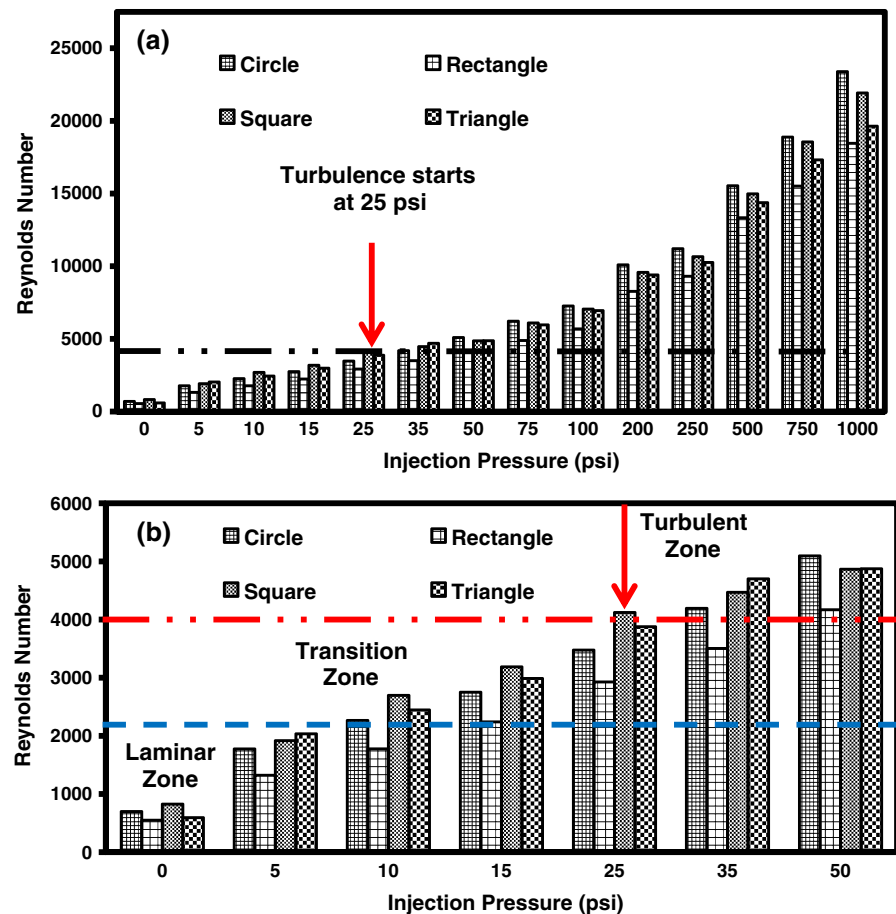 (a)
Circle
Rectangle
Square
Triangle
Turbulence starts
at 25 psi
Reynolds Number
25000
20000
15000
10000
5000
0
0 5 10 15 25 35 50 75 100 200 250 500 750 1000
Injection Pressure (psi)
(b)
Circle
Rectangle
Square
Triangle
Turbulent
Zone
Transition
Zone
Laminar
Zone
Reynolds Number
6000
5000
4000
3000
2000
1000
0
0 5 10 15 25 35 50
Injection Pressure (psi)